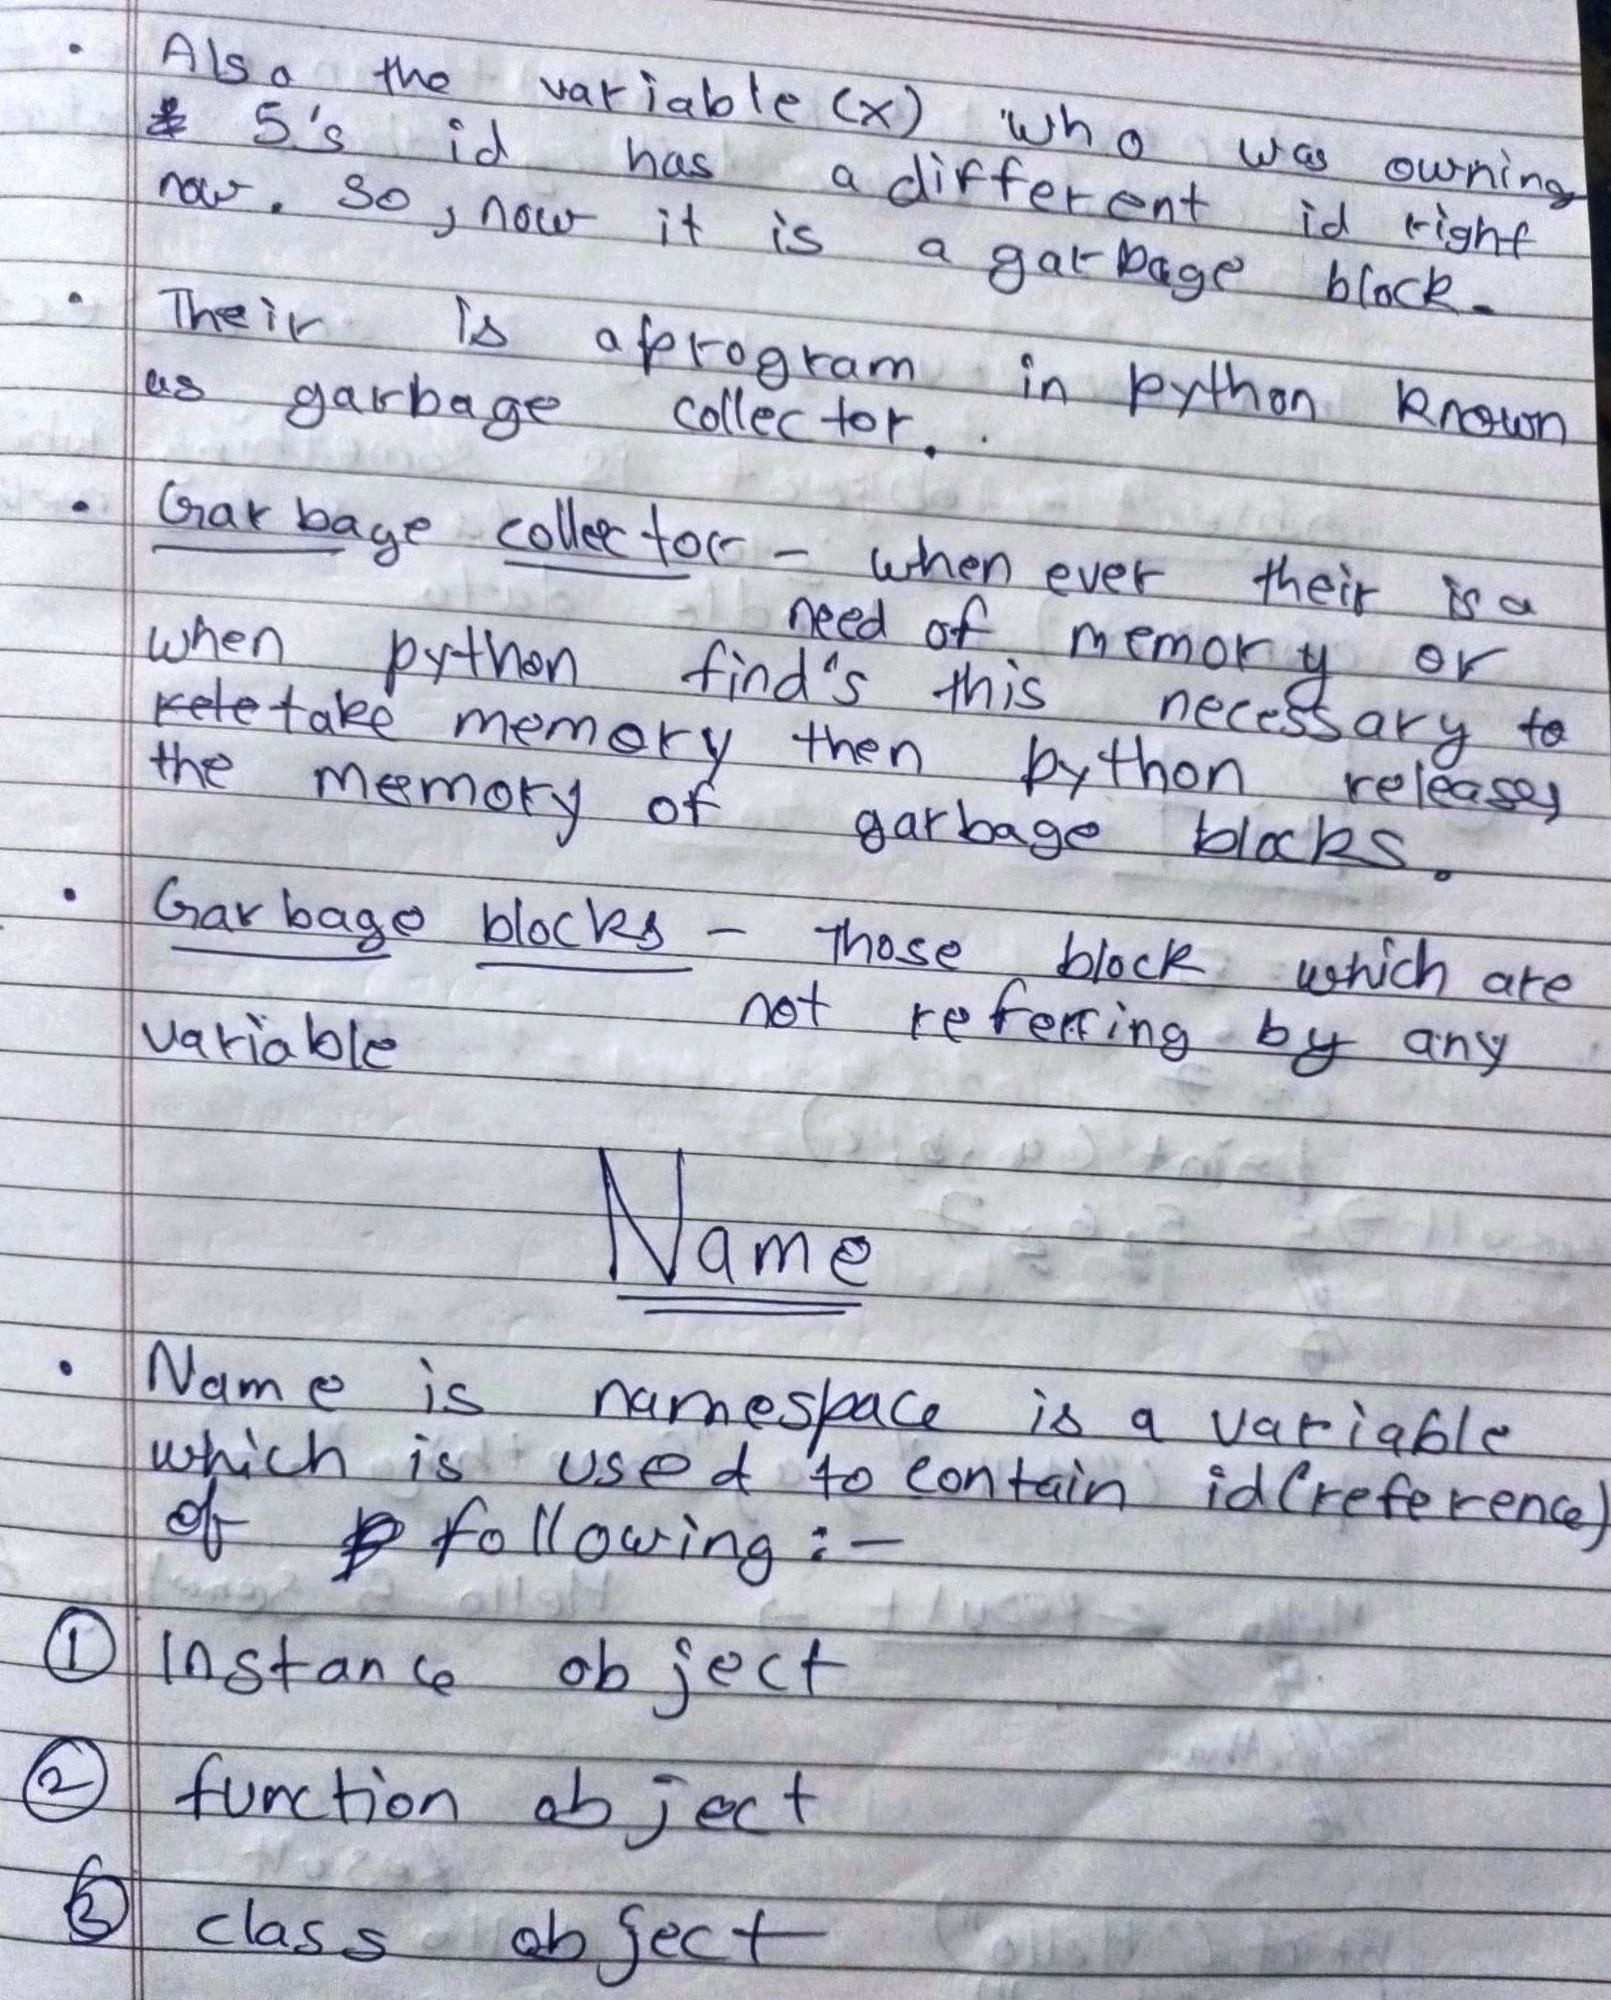 • Also the variable (x) who was owning
5's id has a different id right
now. So, now it is a garbage block.
• Their is a program in python known
as garbage collector.
• Garbage collector - when ever their is a
need of memory or
when python find's this necessary to
take memory then python releases
the memory of garbage blocks.
• Garbage blocks - Those block which are
not referring by any
variable
Name
• Name is namespace is a variable
which is used to contain id(reference)
of following :-
① Instance object
② function object
③ class object